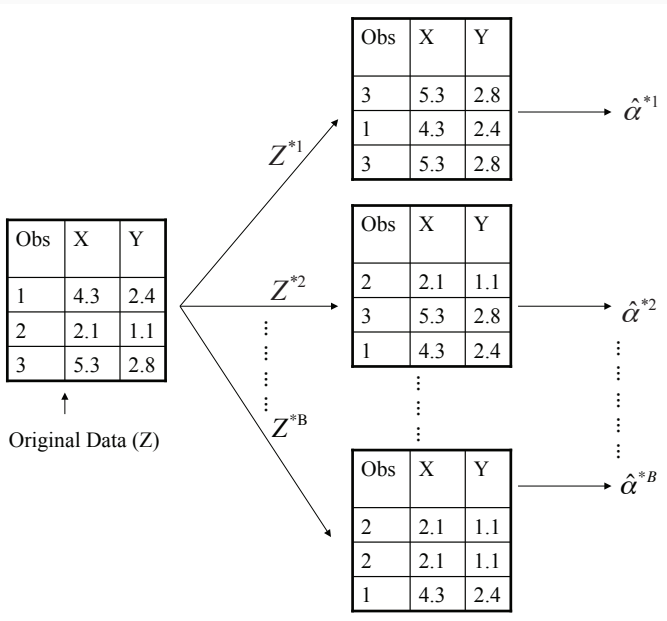 Obs X Y
1 4.3 2.4
2 2.1 1.1
3 5.3 2.8
Original Data (Z)
Z*1
Obs X Y
3 5.3 2.8
1 4.3 2.4
3 5.3 2.8
α̂*1
Z*2
Obs X Y
2 2.1 1.1
3 5.3 2.8
1 4.3 2.4
α̂*2
Z*B
Obs X Y
2 2.1 1.1
2 2.1 1.1
1 4.3 2.4
α̂*B